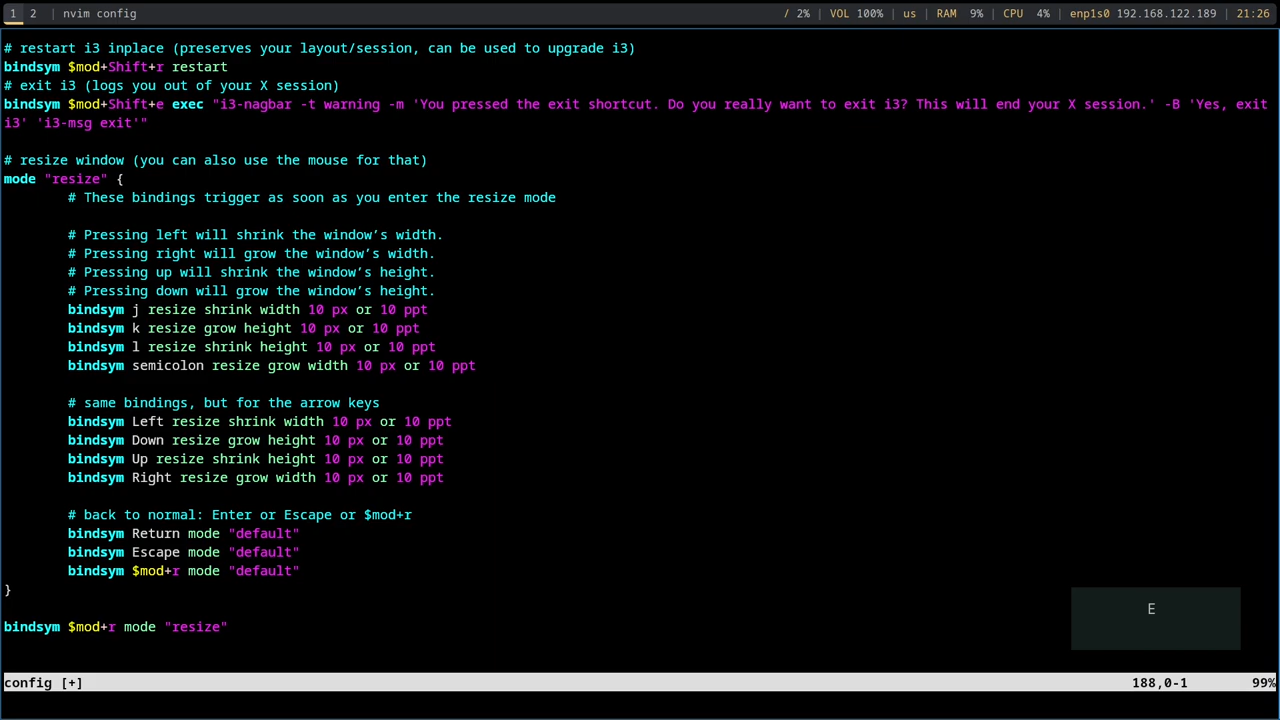 1 2 | nvim config / 2% | VOL 100% | us | RAM 9% | CPU 4% | enp1s0 192.168.122.189 | 21:26
# restart i3 inplace (preserves your layout/session, can be used to upgrade i3)
bindsym $mod+Shift+r restart
# exit i3 (logs you out of your X session)
bindsym $mod+Shift+e exec "i3-nagbar -t warning -m 'You pressed the exit shortcut. Do you really want to exit i3? This will end your X session.' -B 'Yes, exit
i3' 'i3-msg exit'"
# resize window (you can also use the mouse for that)
mode "resize" {
# These bindings trigger as soon as you enter the resize mode
# Pressing left will shrink the window’s width.
# Pressing right will grow the window’s width.
# Pressing up will shrink the window’s height.
# Pressing down will grow the window’s height.
bindsym j resize shrink width 10 px or 10 ppt
bindsym k resize grow height 10 px or 10 ppt
bindsym l resize shrink height 10 px or 10 ppt
bindsym semicolon resize grow width 10 px or 10 ppt
# same bindings, but for the arrow keys
bindsym Left resize shrink width 10 px or 10 ppt
bindsym Down resize grow height 10 px or 10 ppt
bindsym Up resize shrink height 10 px or 10 ppt
bindsym Right resize grow width 10 px or 10 ppt
# back to normal: Enter or Escape or $mod+r
bindsym Return mode "default"
bindsym Escape mode "default"
bindsym $mod+r mode "default"
}
E
bindsym $mod+r mode "resize"
config [+] 188,0-1 99%